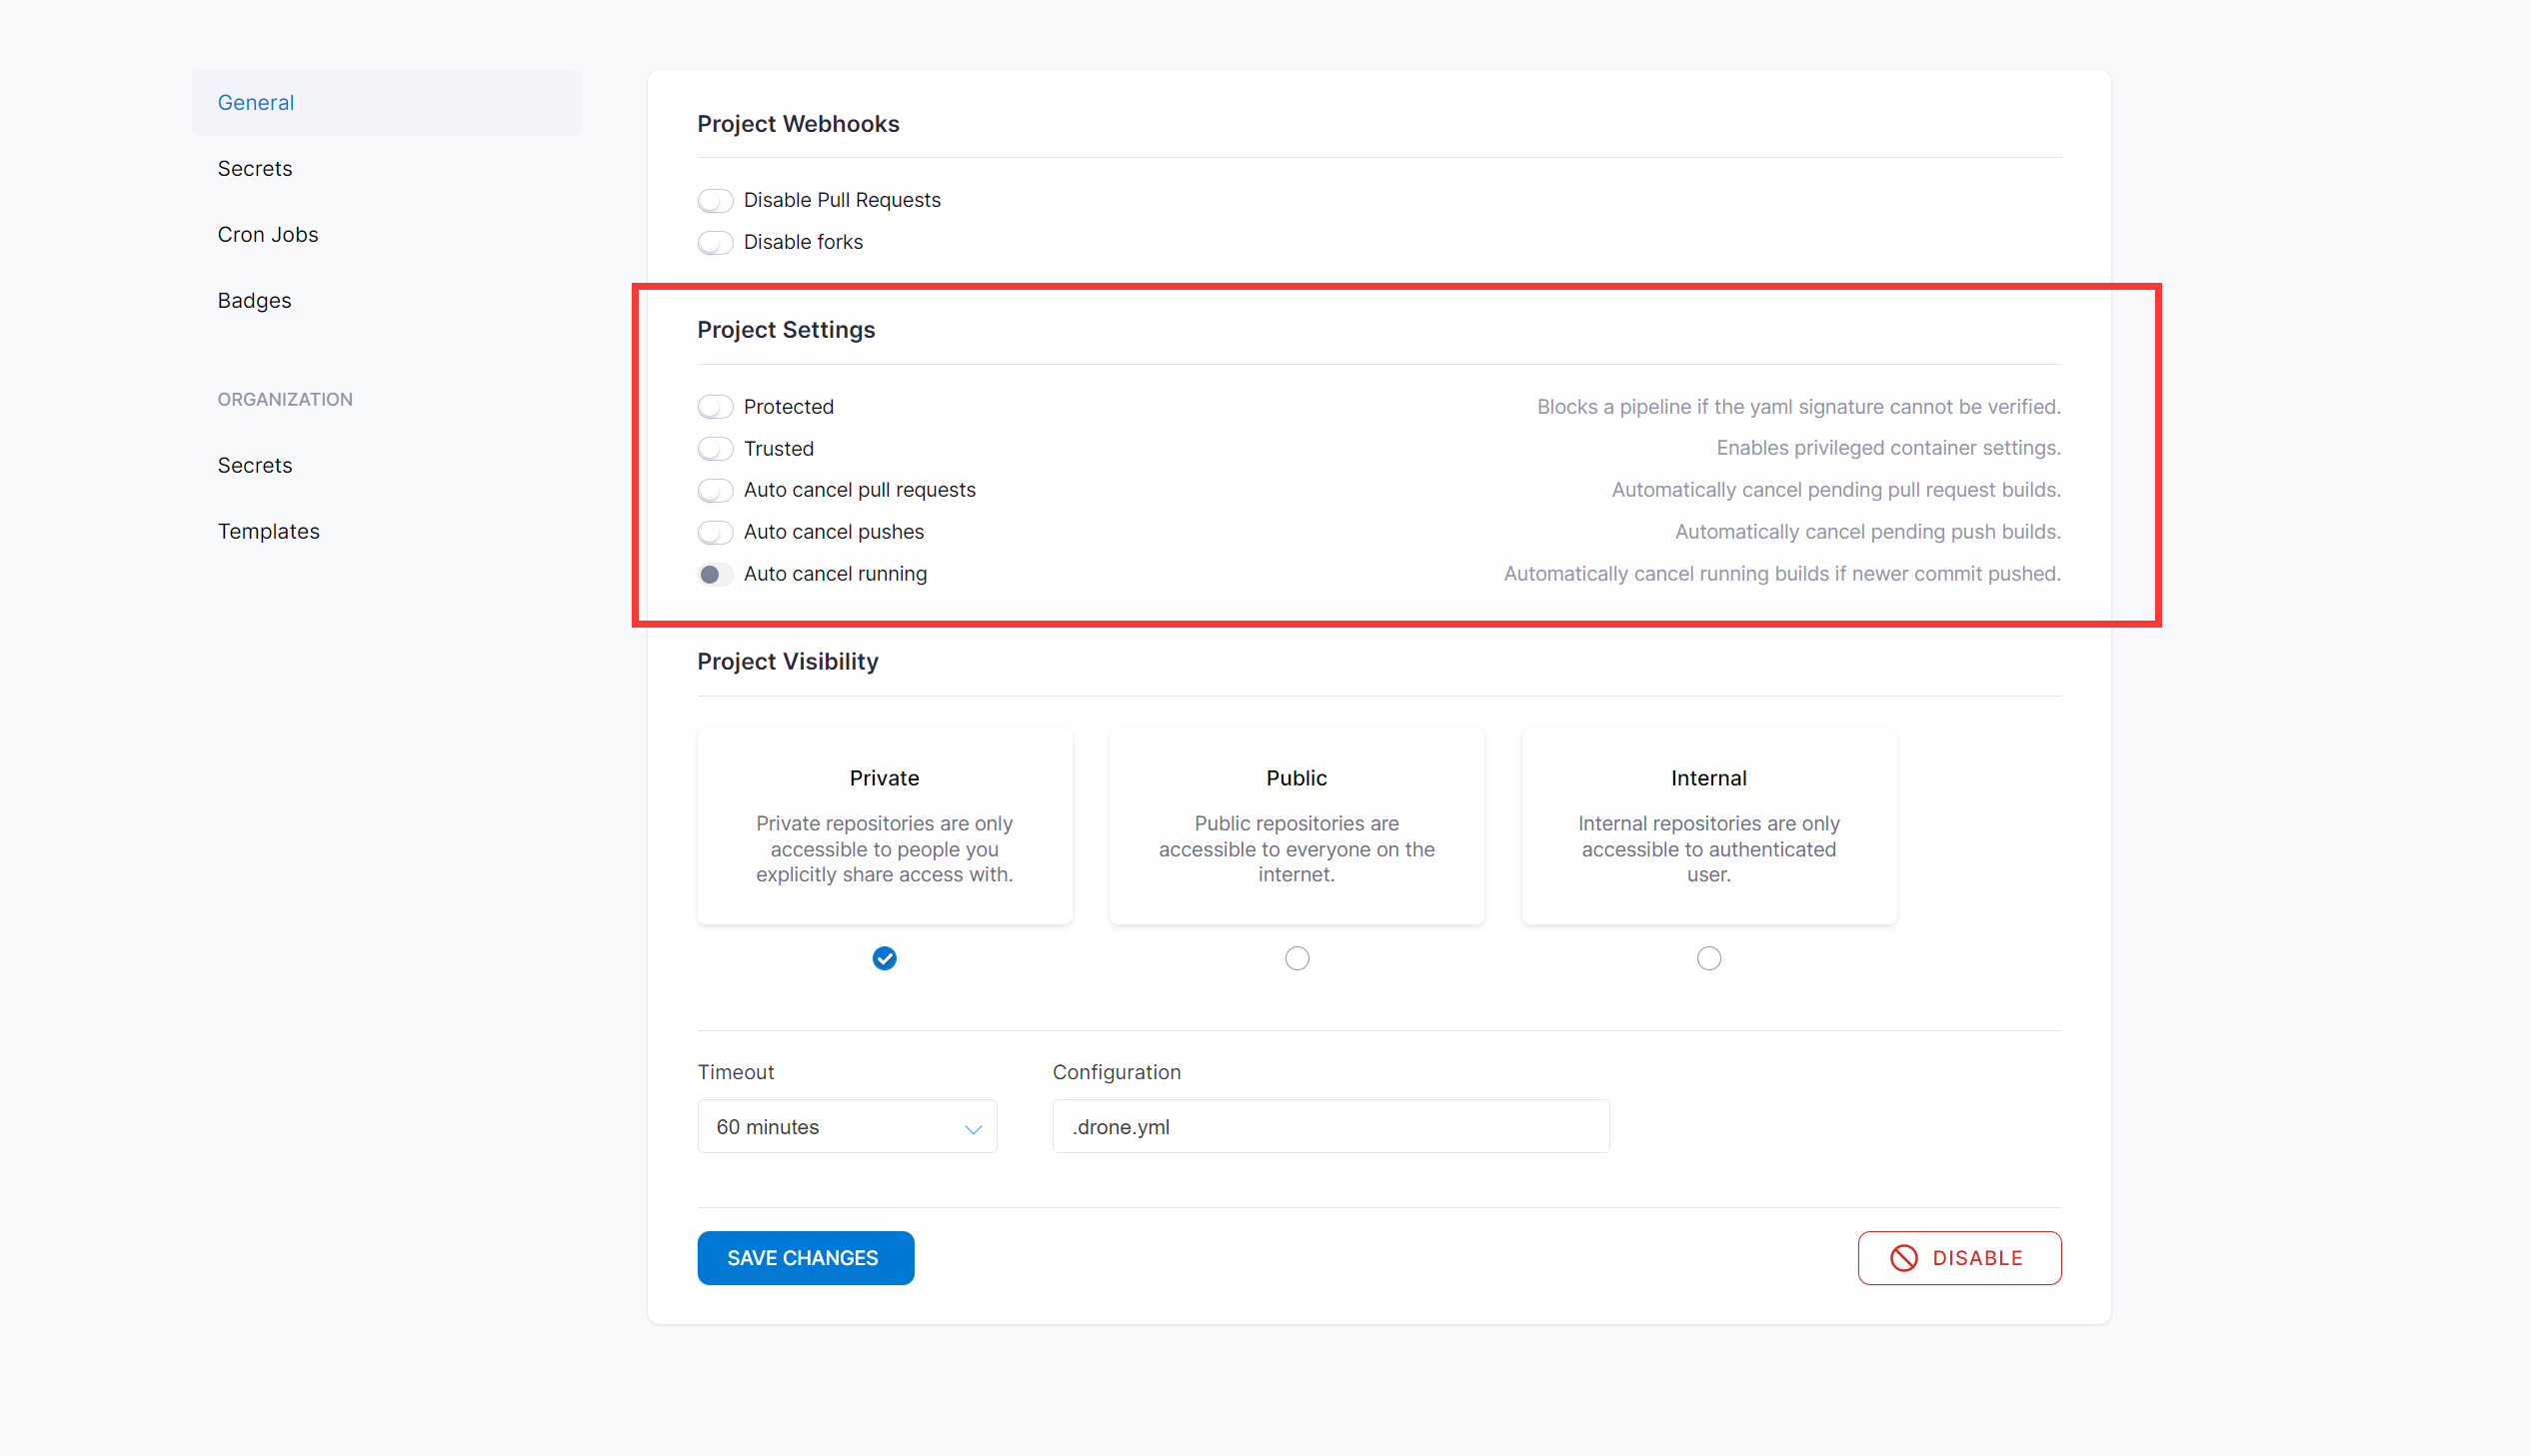 General
Secrets
Cron Jobs
Badges
ORGANIZATION
Secrets
Templates
Project Webhooks
Disable Pull Requests
Disable forks
Project Settings
Protected Blocks a pipeline if the yaml signature cannot be verified.
Trusted Enables privileged container settings.
Auto cancel pull requests Automatically cancel pending pull request builds.
Auto cancel pushes Automatically cancel pending push builds.
Auto cancel running Automatically cancel running builds if newer commit pushed.
Project Visibility
Private
Private repositories are only
accessible to people you
explicitly share access with.
Public
Public repositories are
accessible to everyone on the
internet.
Internal
Internal repositories are only
accessible to authenticated
user.
Timeout
60 minutes
Configuration
.drone.yml
SAVE CHANGES
DISABLE